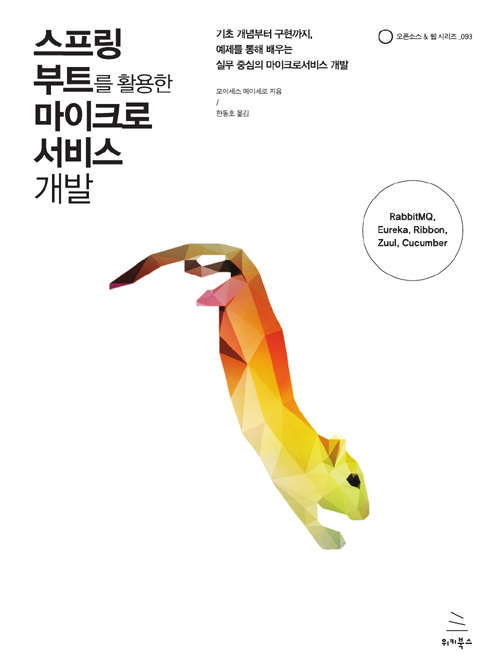 스프링
부트를 활용한
마이크로
서비스
개발
기초 개념부터 구현까지,
예제를 통해 배우는
실무 중심의 마이크로서비스 개발
모이세스 메이세로 지음
/
한동호 옮김
오픈소스 & 웹 시리즈 _093
RabbitMQ,
Eureka, Ribbon,
Zuul, Cucumber
위키북스